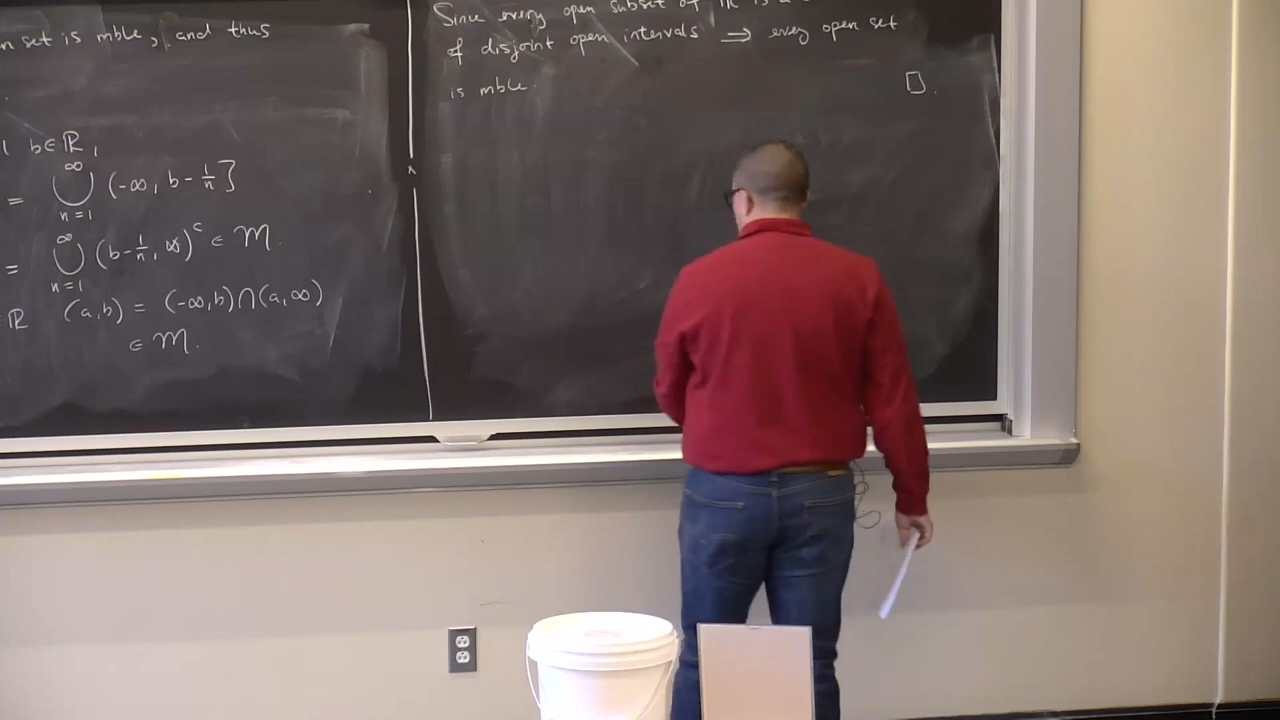 n set is mble, and thus
b∈ℝ,
= ∞⋃n=1 (-∞, b-1/n]
= ∞⋃n=1 (b-1/n, ∞)ᶜ ∈ 𝓜.
ℝ (a,b) = (-∞,b)∩(a,∞)
∈ 𝓜.
Since every open subset of ℝ is a
of disjoint open intervals ⟹ every open set
is mble.
□.